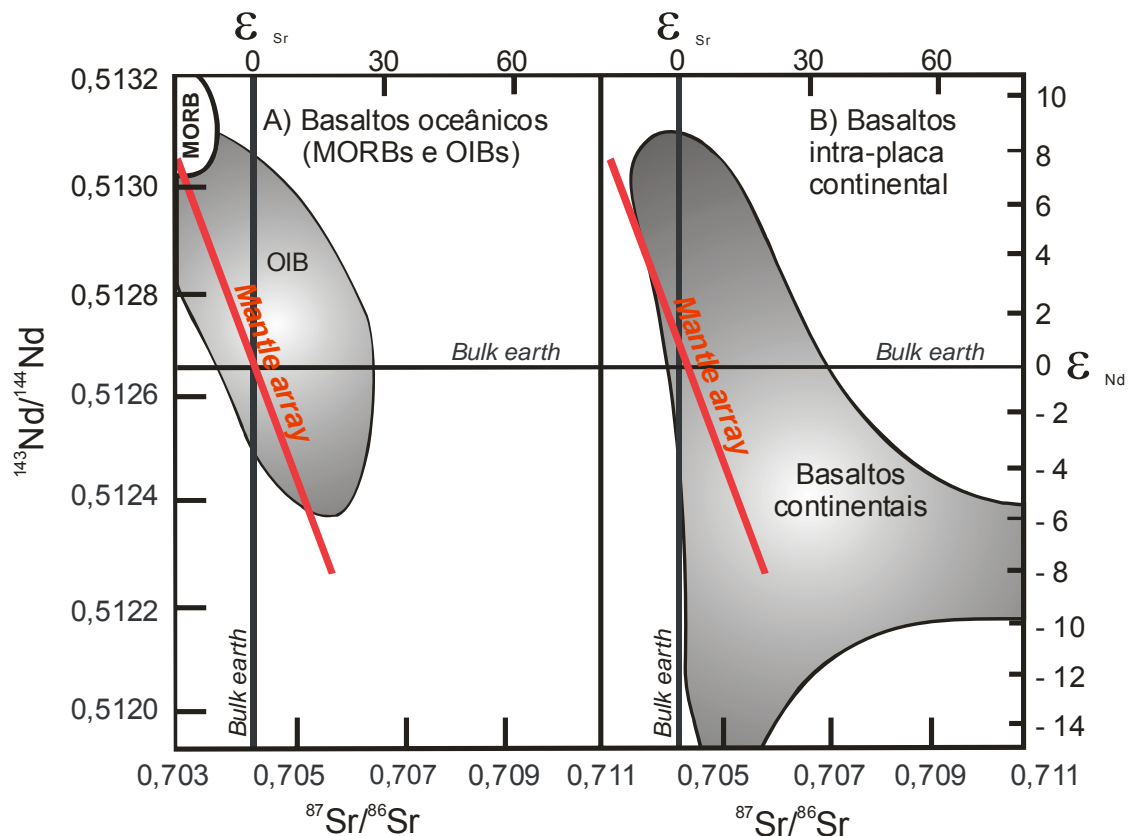 ε Sr
ε Sr
0 30 60
0 30 60
0,5132
0,5130
0,5128
0,5126
0,5124
0,5122
0,5120
¹⁴³Nd/¹⁴⁴Nd
MORB
A) Basaltos oceânicos
(MORBs e OIBs)
OIB
Mantle array
Bulk earth
Bulk earth
B) Basaltos
intra-placa
continental
Mantle array
Bulk earth
Basaltos
continentais
Bulk earth
10
8
6
4
2
0
- 2
- 4
- 6
- 8
- 10
- 12
- 14
ε Nd
0,703 0,705 0,707 0,709 0,711 0,705 0,707 0,709 0,711
⁸⁷Sr/⁸⁶Sr
⁸⁷Sr/⁸⁶Sr